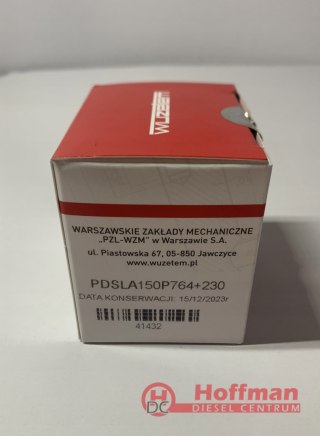 WUZETEM
WARSZAWSKIE ZAKŁADY MECHANICZNE
„PZL-WZM” w Warszawie S.A.
ul. Piastowska 67, 05-850 Jawczyce
www.wuzetem.pl
PDSLA150P764+230
DATA KONSERWACJI: 15/12/2023r
41432
Hoffman
DC
DIESEL CENTRUM